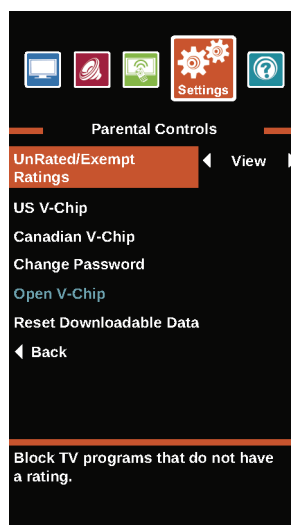 Settings
Parental Controls
UnRated/Exempt View
Ratings
US V-Chip
Canadian V-Chip
Change Password
Open V-Chip
Reset Downloadable Data
Back
Block TV programs that do not have
a rating.